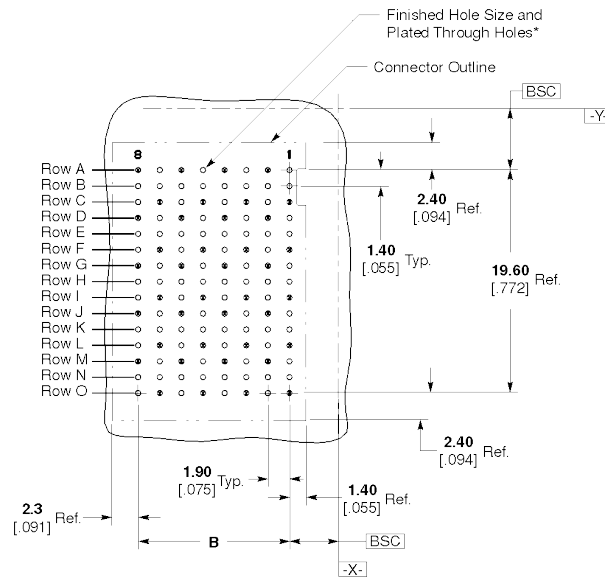 Finished Hole Size and
Plated Through Holes*
Connector Outline
BSC
-Y-
8 1
Row A
Row B
Row C
Row D
Row E
Row F
Row G
Row H
Row I
Row J
Row K
Row L
Row M
Row N
Row O
2.40
[.094] Ref.
1.40
[.055] Typ.
19.60
[.772] Ref.
2.40
[.094] Ref.
1.90
[.075] Typ.
1.40
[.055] Ref.
2.3
[.091] Ref.
B
BSC
-X-